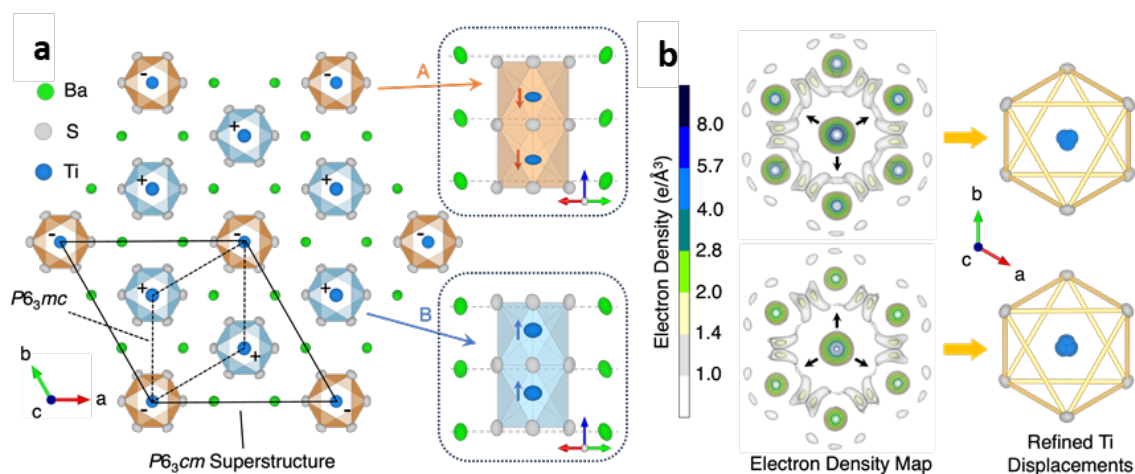 a
Ba
S
Ti
-
-
+
+
+
-
-
-
+
+
+
-
-
P6₃mc
b
c
a
P6₃cm Superstructure
A
B
b
Electron Density (e/Å³)
8.0
5.7
4.0
2.8
2.0
1.4
1.0
Electron Density Map
b
c
a
Refined Ti
Displacements